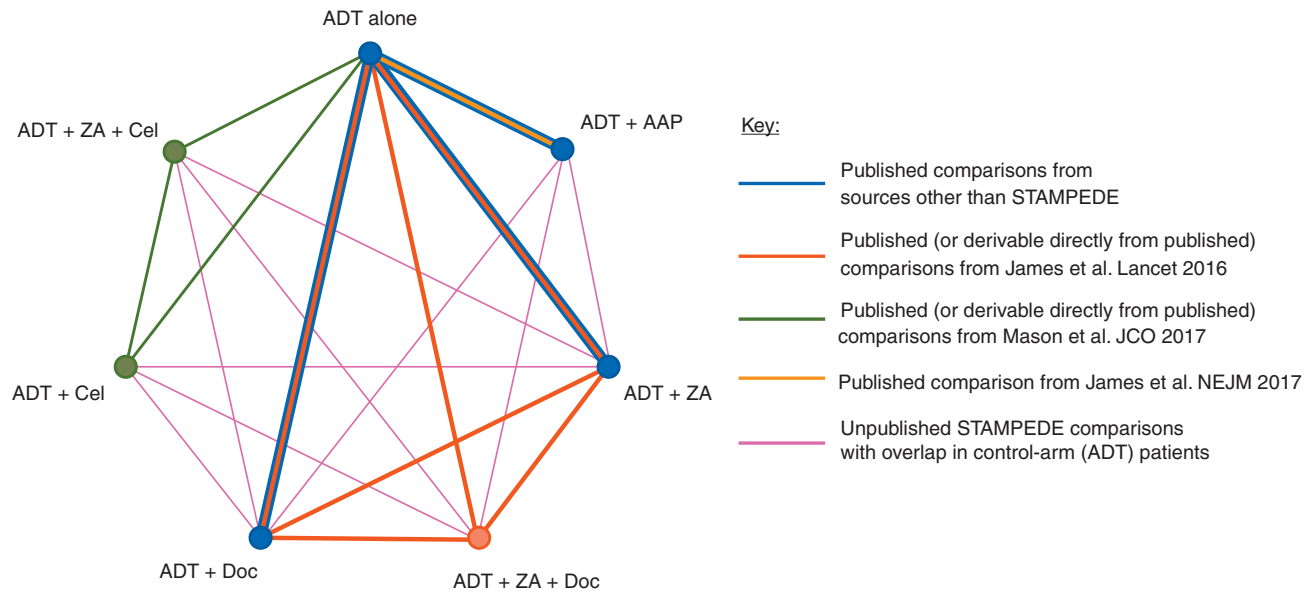 ADT alone
ADT + ZA + Cel
ADT + AAP
ADT + Cel
ADT + ZA
ADT + Doc
ADT + ZA + Doc
Key:
Published comparisons from
sources other than STAMPEDE
Published (or derivable directly from published)
comparisons from James et al. Lancet 2016
Published (or derivable directly from published)
comparisons from Mason et al. JCO 2017
Published comparison from James et al. NEJM 2017
Unpublished STAMPEDE comparisons
with overlap in control-arm (ADT) patients